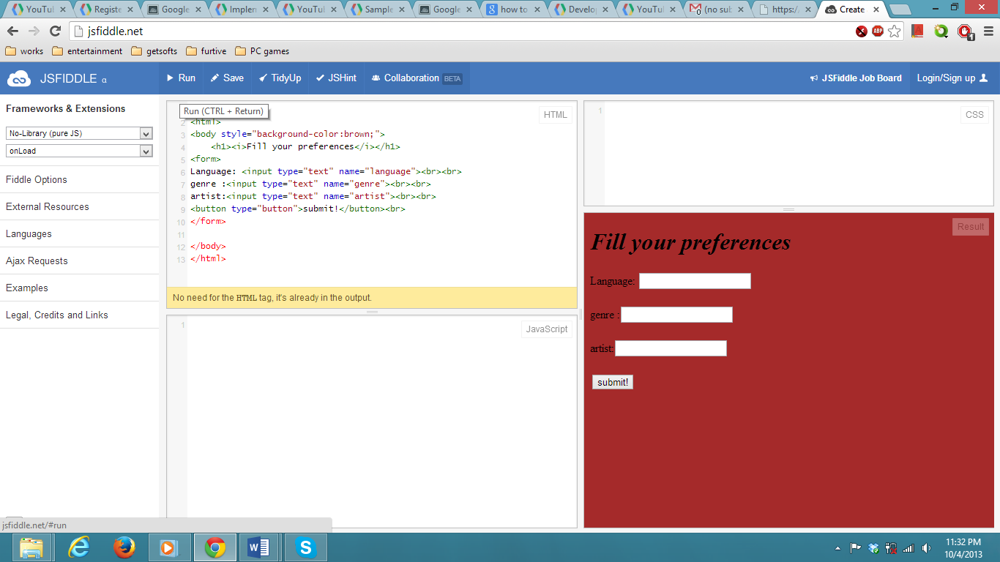 YouTub
Registe
Google
Implem
YouTub
Sample
Google
how to
Develo
YouTub
(no sub
https:/
Create
jsfiddle.net
works
entertainment
getsofts
furtive
PC games
JSFIDDLE α
Run
Save
TidyUp
JSHint
Collaboration BETA
JSFiddle Job Board
Login/Sign up
Frameworks & Extensions
No-Library (pure JS)
onLoad
Fiddle Options
External Resources
Languages
Ajax Requests
Examples
Legal, Credits and Links
Run (CTRL + Return)
HTML
2 <html>
3 <body style="background-color:brown;">
4     <h1><i>Fill your preferences</i></h1>
5 <form>
6 Language: <input type="text" name="language"><br><br>
7 genre :<input type="text" name="genre"><br><br>
8 artist:<input type="text" name="artist"><br><br>
9 <button type="button">submit!</button><br>
10 </form>
11
12 </body>
13 </html>
No need for the HTML tag, it's already in the output.
1
JavaScript
1
CSS
Result
Fill your preferences
Language:
genre :
artist:
submit!
jsfiddle.net/#run
11:32 PM
10/4/2013